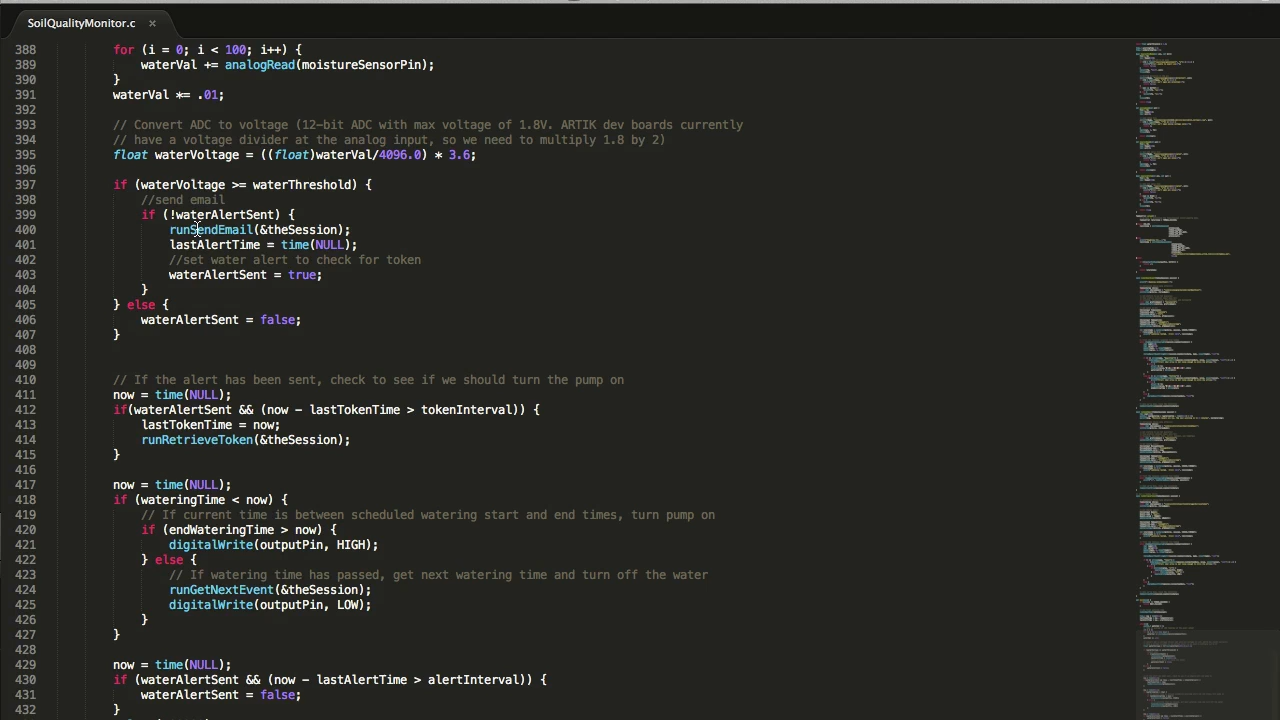 SoilQualityMonitor.c ×
388 for (i = 0; i < 100; i++) {
389 waterVal += analogRead(moistureSensorPin);
390 }
391 waterVal *= .01;
392
393 // Convert ADC to voltage (12-bit ADC with max voltage of 1.8V. ARTIK dev boards currently
394 // have a voltage divider at the analog input, so we need to multiply 1.8 by 2)
395 float waterVoltage = ((float)waterVal/4096.0) * 3.6;
396
397 if (waterVoltage >= waterThreshold) {
398 //send email
399 if (!waterAlertSent) {
400 runSendEmail(&tmbSession);
401 lastAlertTime = time(NULL);
402 //set water alert to check for token
403 waterAlertSent = true;
404 }
405 } else {
406 waterAlertSent = false;
407 }
408
409
410 // If the alert has been sent, check to see if we should turn the pump on
411 now = time(NULL);
412 if(waterAlertSent && (now - lastTokenTime > tokenInterval)) {
413 lastTokenTime = now;
414 runRetrieveToken(&tmbSession);
415 }
416
417 now = time(NULL);
418 if (wateringTime < now) {
419 // If current time is between scheduled watering start and end times, turn pump on
420 if (endWateringTime > now) {
421 digitalWrite(outputPin, HIGH);
422 } else {
423 // If watering time has passed, get next watering time and turn off the water
424 runGetNextEvent(&tmbSession);
425 digitalWrite(outputPin, LOW);
426 }
427 }
428
429 now = time(NULL);
430 if (waterAlertSent && (now - lastAlertTime > alertInterval)) {
431 waterAlertSent = false;
432 }